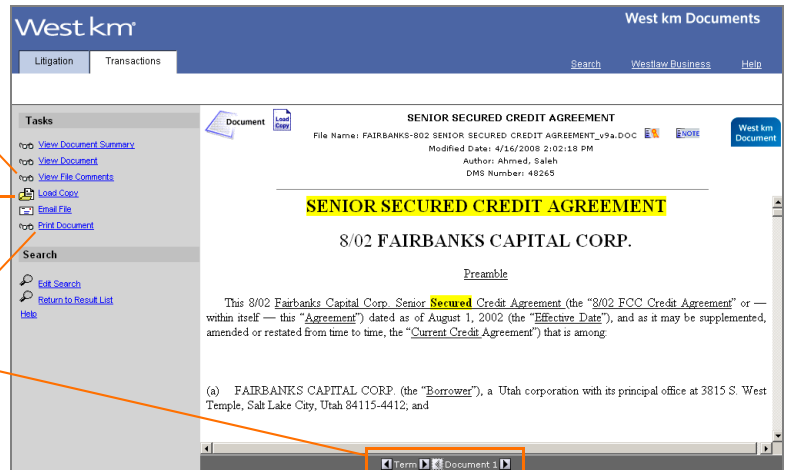 West km
West km Documents
Litigation
Transactions
Search
Westlaw Business
Help
Tasks
View Document Summary
View Document
View File Comments
Load Copy
Email File
Print Document
Search
Edit Search
Return to Result List
Help
Document
Load Copy
SENIOR SECURED CREDIT AGREEMENT
File Name: FAIRBANKS-802 SENIOR SECURED CREDIT AGREEMENT_v9a.DOC
ENOTE
Modified Date: 4/16/2008 2:02:18 PM
Author: Ahmed, Saleh
DMS Number: 48265
West km
Document
SENIOR SECURED CREDIT AGREEMENT
8/02 FAIRBANKS CAPITAL CORP.
Preamble
This 8/02 Fairbanks Capital Corp. Senior Secured Credit Agreement (the “8/02 FCC Credit Agreement” or —
within itself — this “Agreement”) dated as of August 1, 2002 (the “Effective Date”), and as it may be supplemented,
amended or restated from time to time, the “Current Credit Agreement”) that is among:
(a) FAIRBANKS CAPITAL CORP. (the “Borrower”), a Utah corporation with its principal office at 3815 S. West
Temple, Salt Lake City, Utah 84115-4412; and
Term
Document 1